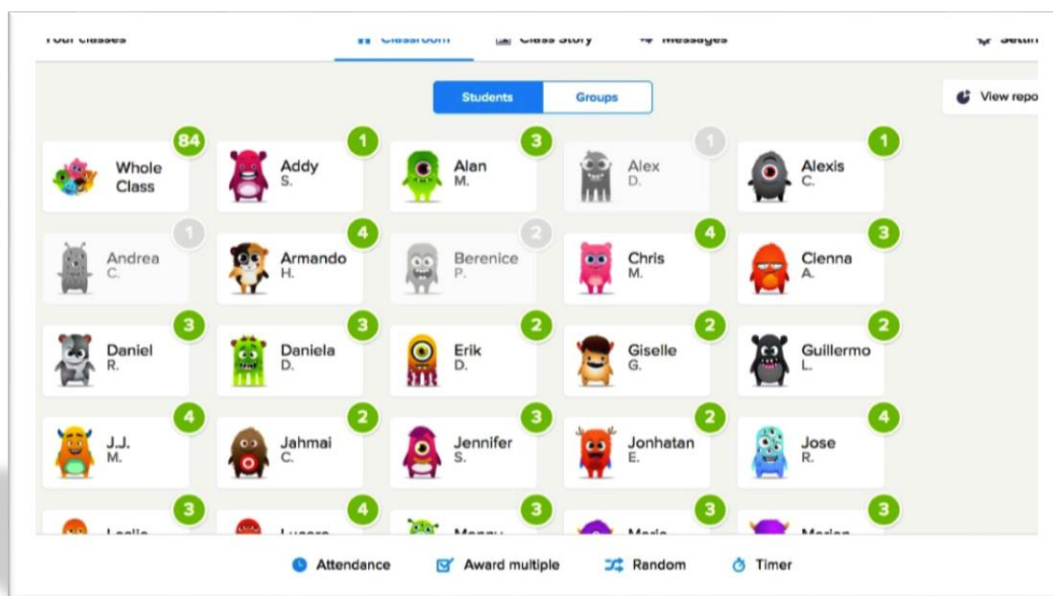 Your classes Classroom Class Story Messages
Students Groups View repo
84 1 3 1 1
Whole Addy Alan Alex Alexis
Class S. M. D. C.
1 4 2 4 3
Andrea Armando Berenice Chris Cienna
C. H. P. M. A.
3 3 2 2 2
Daniel Daniela Erik Giselle Guillermo
R. D. D. G. L.
4 2 3 2 4
J.J. Jahmai Jennifer Jonhatan Jose
M. C. S. E. R.
3 4 3 3 3
Attendance Award multiple Random Timer